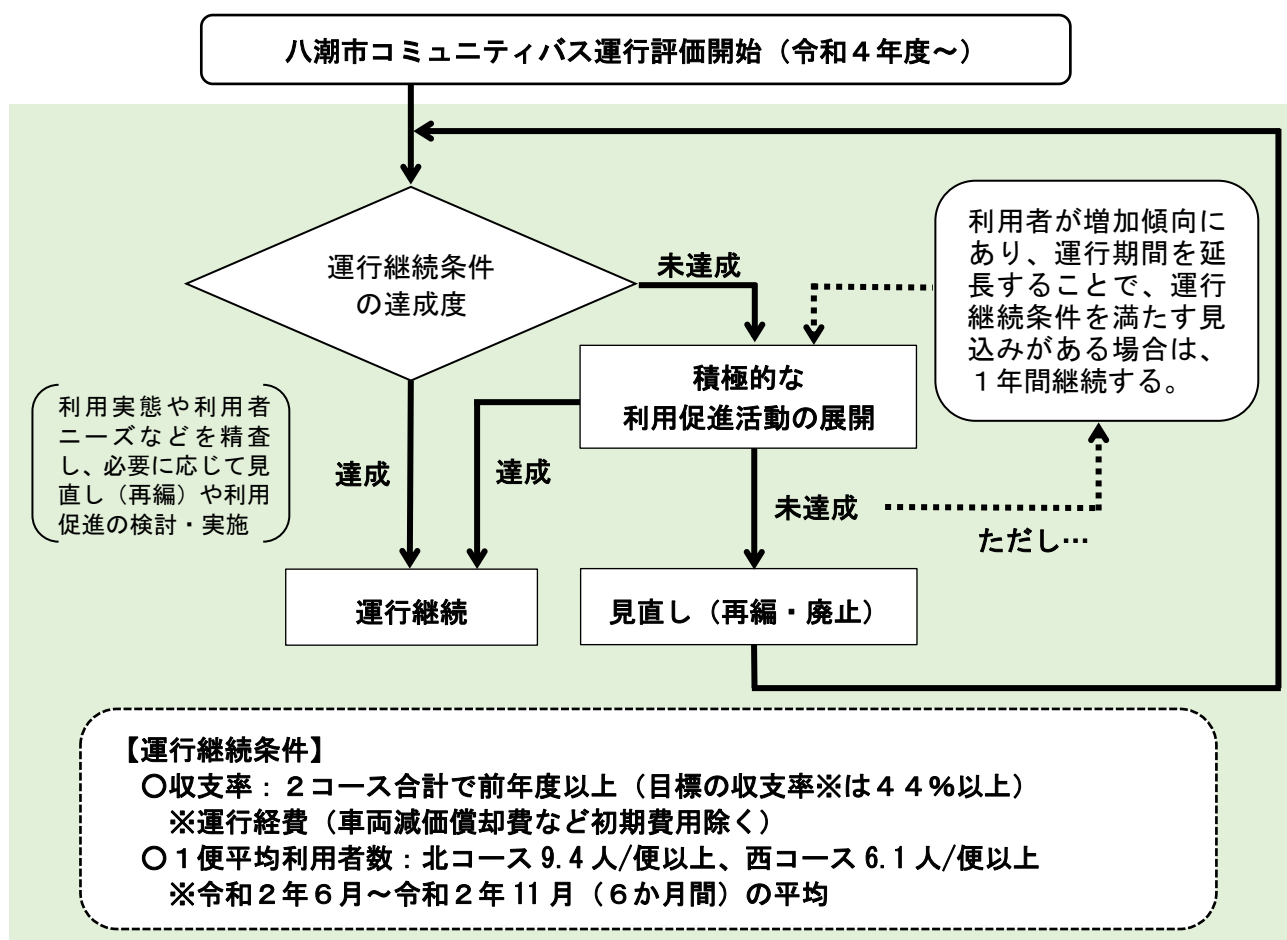 八潮市コミュニティバス運行評価開始（令和４年度～）
運行継続条件
の達成度
未達成
利用者が増加傾向に
あり、運行期間を延
長することで、運行
継続条件を満たす見
込みがある場合は、
１年間継続する。
積極的な
利用促進活動の展開
利用実態や利用者
ニーズなどを精査
し、必要に応じて見
直し（再編）や利用
促進の検討・実施
達成
達成
未達成
ただし…
運行継続
見直し（再編・廃止）
【運行継続条件】
〇収支率：２コース合計で前年度以上（目標の収支率※は４４％以上）
※運行経費（車両減価償却費など初期費用除く）
〇１便平均利用者数：北コース 9.4 人/便以上、西コース 6.1 人/便以上
※令和２年６月～令和２年 11 月（６か月間）の平均